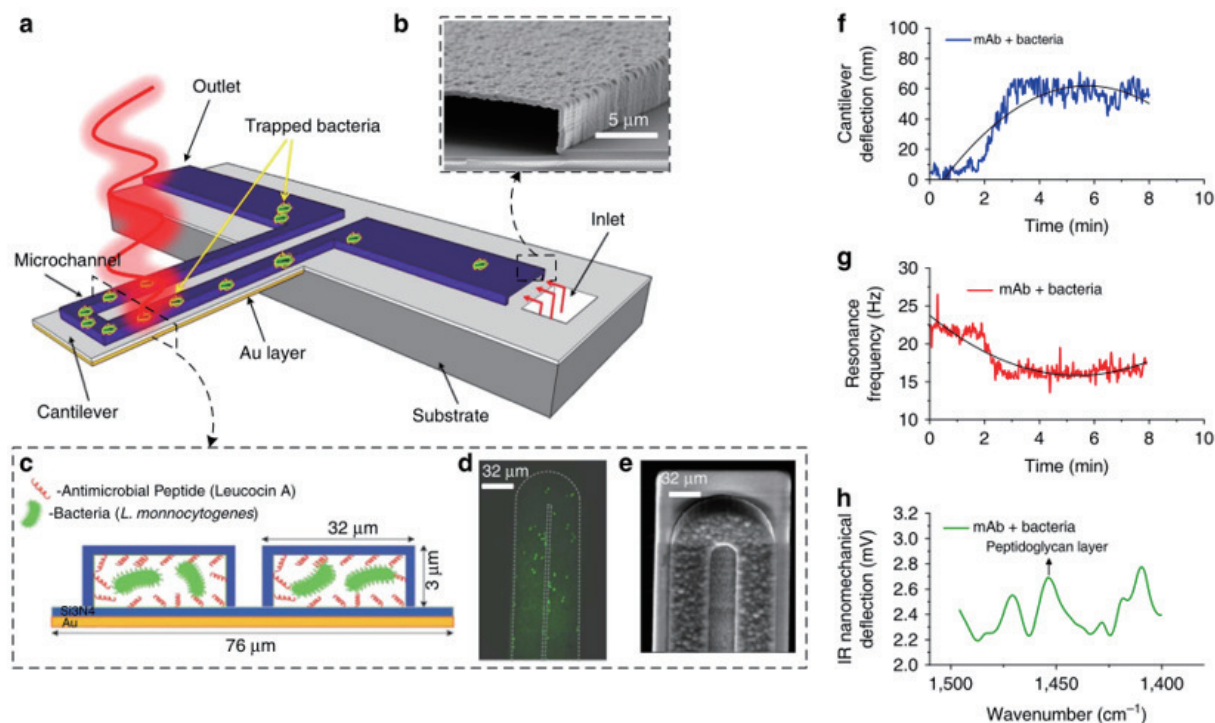 a
Outlet
Trapped bacteria
Microchannel
Cantilever
Au layer
Substrate
Inlet
b
5 μm
c
-Antimicrobial Peptide (Leucocin A)
-Bacteria (L. monnocytogenes)
32 μm
3 μm
Si3N4
Au
76 μm
d
32 μm
e
32 μm
f
mAb + bacteria
Cantilever
deflection (nm)
100
80
60
40
20
0
0 2 4 6 8 10
Time (min)
g
mAb + bacteria
Resonance
frequency (Hz)
30
25
20
15
10
0 2 4 6 8 10
Time (min)
h
mAb + bacteria
Peptidoglycan layer
IR nanomechanical
deflection (mV)
3.2
3.0
2.8
2.6
2.4
2.2
2.0
1,500 1,450 1,400
Wavenumber (cm⁻¹)